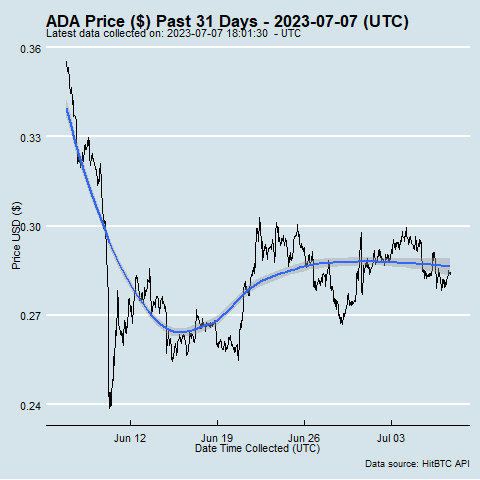 ADA Price ($) Past 31 Days - 2023-07-07 (UTC)
Latest data collected on: 2023-07-07 18:01:30 - UTC
0.36
0.33
0.30
0.27
0.24
Price USD ($)
Jun 12
Jun 19
Jun 26
Jul 03
Date Time Collected (UTC)
Data source: HitBTC API